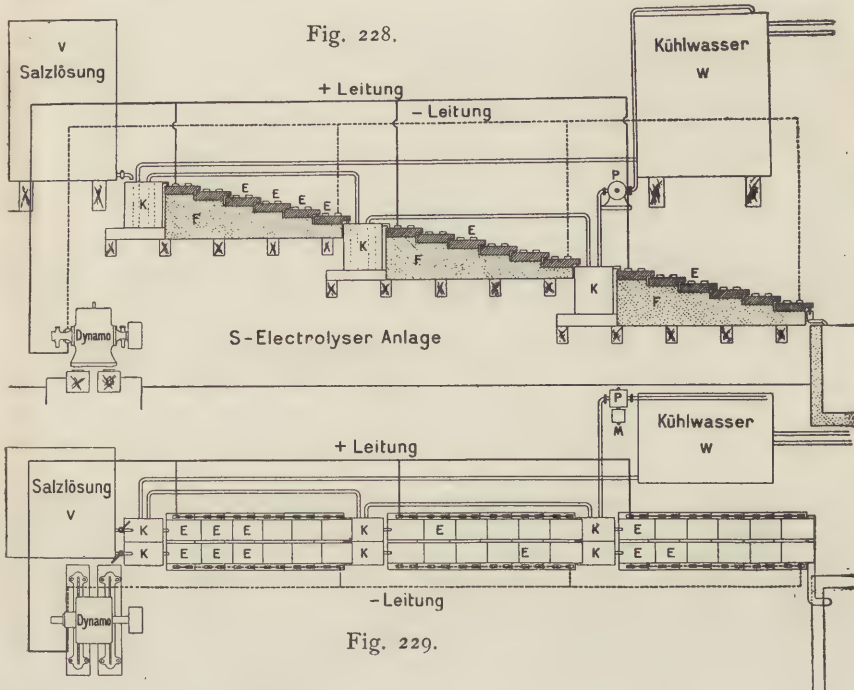 Fig. 228.
V
Salzlösung
Kühlwasser
W
+ Leitung
- Leitung
P
E
E
E
E
E
K
F
K
E
F
K
E
F
Dynamo
S-Electrolyser Anlage
P
M
Kühlwasser
W
+ Leitung
Salzlösung
V
K
E
E
E
K
E
K
E
K
E
E
E
K
E
K
E
E
- Leitung
Dynamo
Fig. 229.